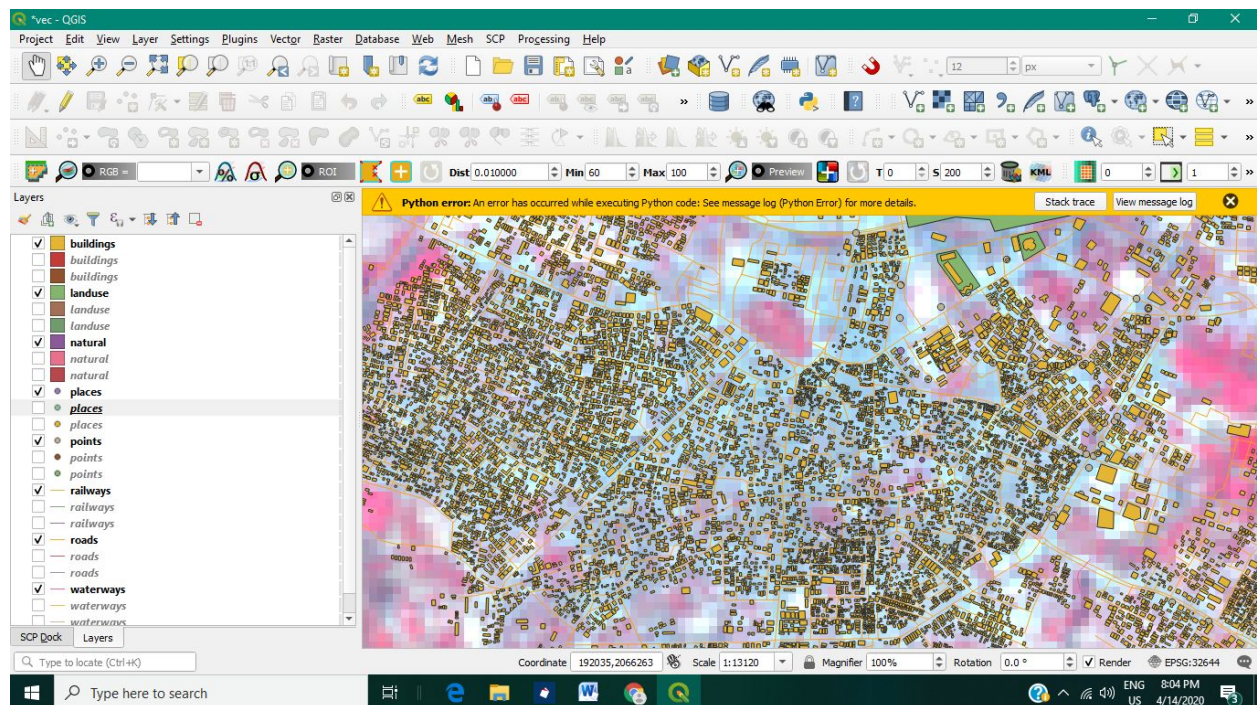 *vec - QGIS
Project Edit View Layer Settings Plugins Vector Raster Database Web Mesh SCP Processing Help
12 px
abc abc abc
RGB = ROI Dist 0.010000 Min 60 Max 100 Preview T 0 S 200 KML 0 1
Layers
Python error: An error has occurred while executing Python code: See message log (Python Error) for more details. Stack trace View message log
buildings
buildings
buildings
landuse
landuse
landuse
natural
natural
natural
places
places
places
points
points
points
railways
railways
railways
roads
roads
roads
waterways
waterways
waterways
SCP Dock Layers
Type to locate (Ctrl+K) Coordinate 192035,2066263 Scale 1:13120 Magnifier 100% Rotation 0.0 ° Render EPSG:32644
Type here to search W ENG 8:04 PM
US 4/14/2020 3